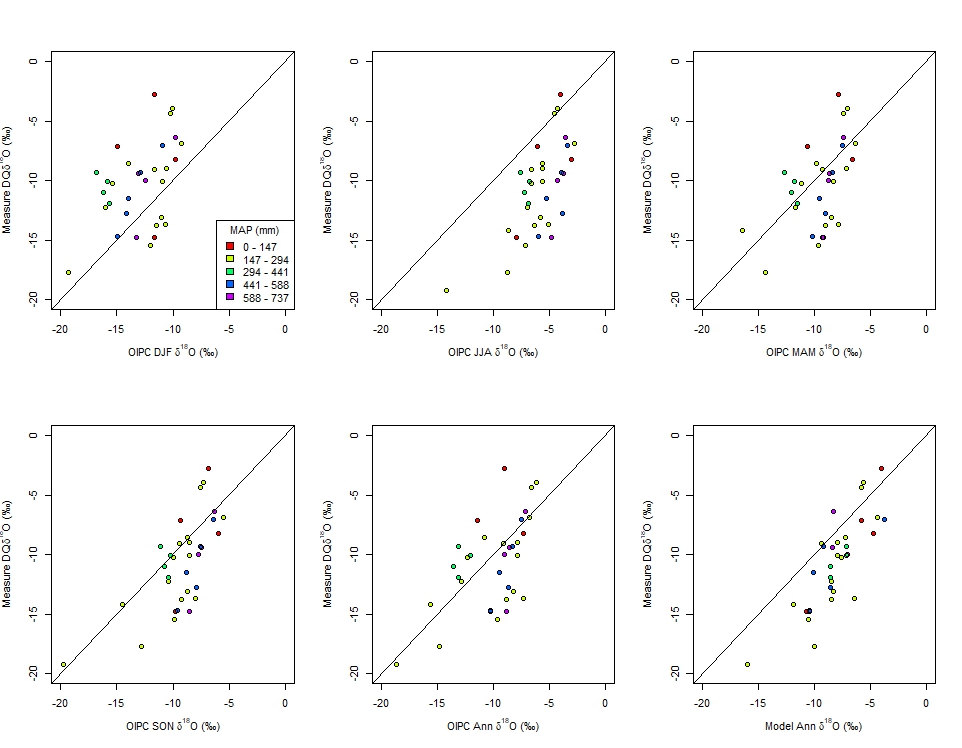 0
-5
-10
-15
-20
Measure DQδ¹⁸O (‰)
-20 -15 -10 -5 0
OIPC DJF δ¹⁸O (‰)
MAP (mm)
0 - 147
147 - 294
294 - 441
441 - 588
588 - 737
0
-5
-10
-15
-20
Measure DQδ¹⁸O (‰)
-20 -15 -10 -5 0
OIPC JJA δ¹⁸O (‰)
0
-5
-10
-15
-20
Measure DQδ¹⁸O (‰)
-20 -15 -10 -5 0
OIPC MAM δ¹⁸O (‰)
0
-5
-10
-15
-20
Measure DQδ¹⁸O (‰)
-20 -15 -10 -5 0
OIPC SON δ¹⁸O (‰)
0
-5
-10
-15
-20
Measure DQδ¹⁸O (‰)
-20 -15 -10 -5 0
OIPC Ann δ¹⁸O (‰)
0
-5
-10
-15
-20
Measure DQδ¹⁸O (‰)
-20 -15 -10 -5 0
Model Ann δ¹⁸O (‰)